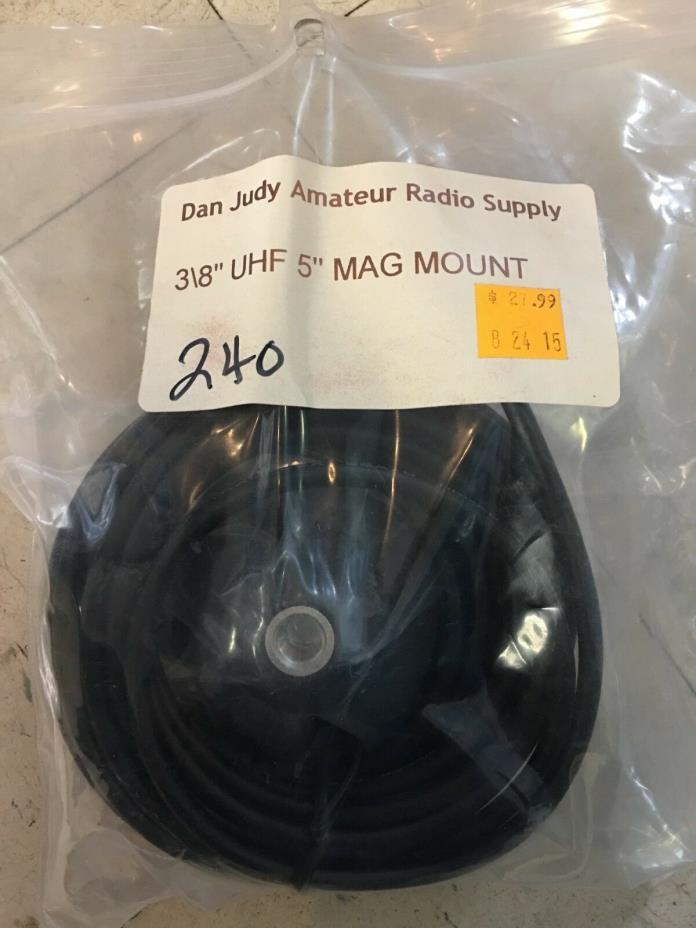 Dan Judy Amateur Radio Supply
3\8" UHF 5" MAG MOUNT
$ 27.99
8 24 15
240